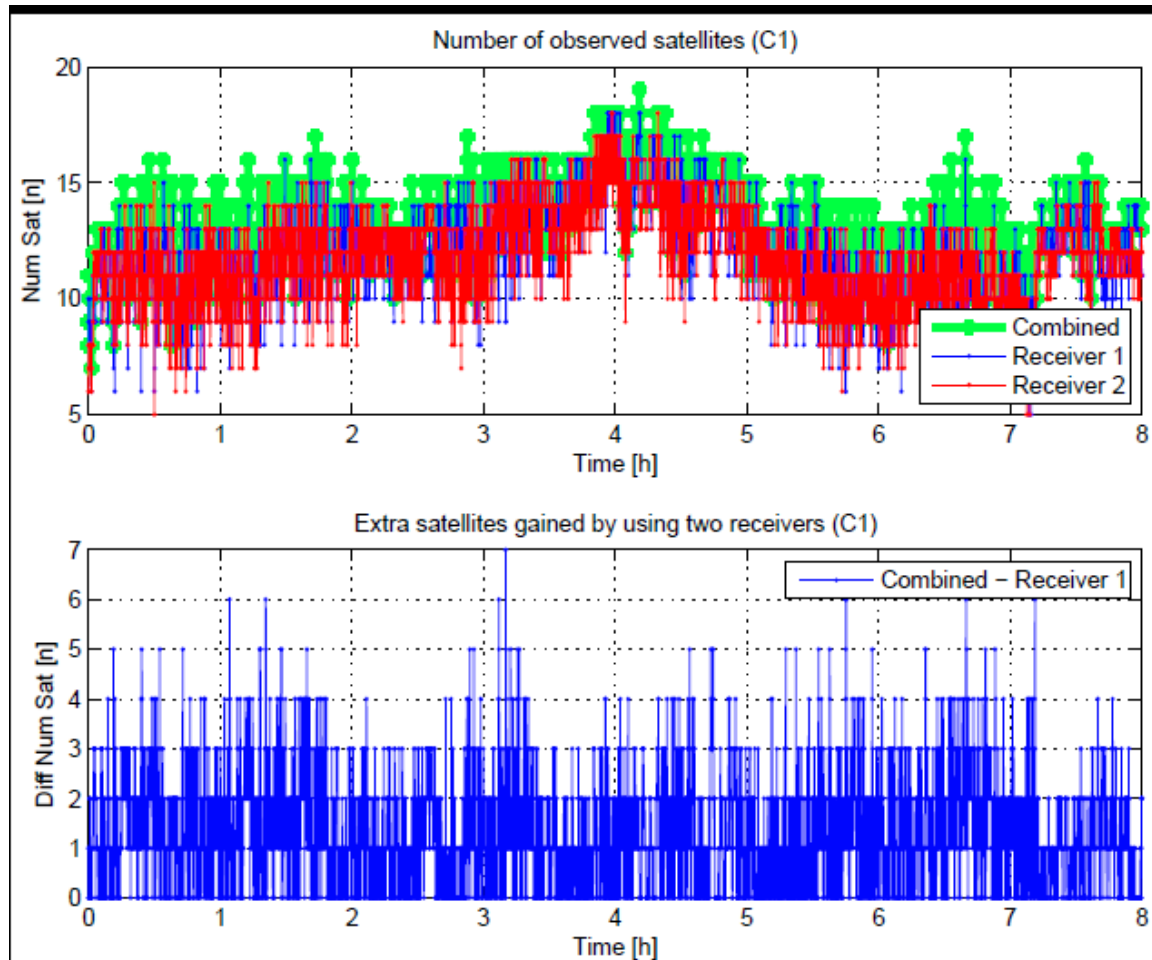 Number of observed satellites (C1)
20
15
10
5
Num Sat [n]
Combined
Receiver 1
Receiver 2
0 1 2 3 4 5 6 7 8
Time [h]
Extra satellites gained by using two receivers (C1)
7
6
5
4
3
2
1
0
Diff Num Sat [n]
Combined − Receiver 1
0 1 2 3 4 5 6 7 8
Time [h]